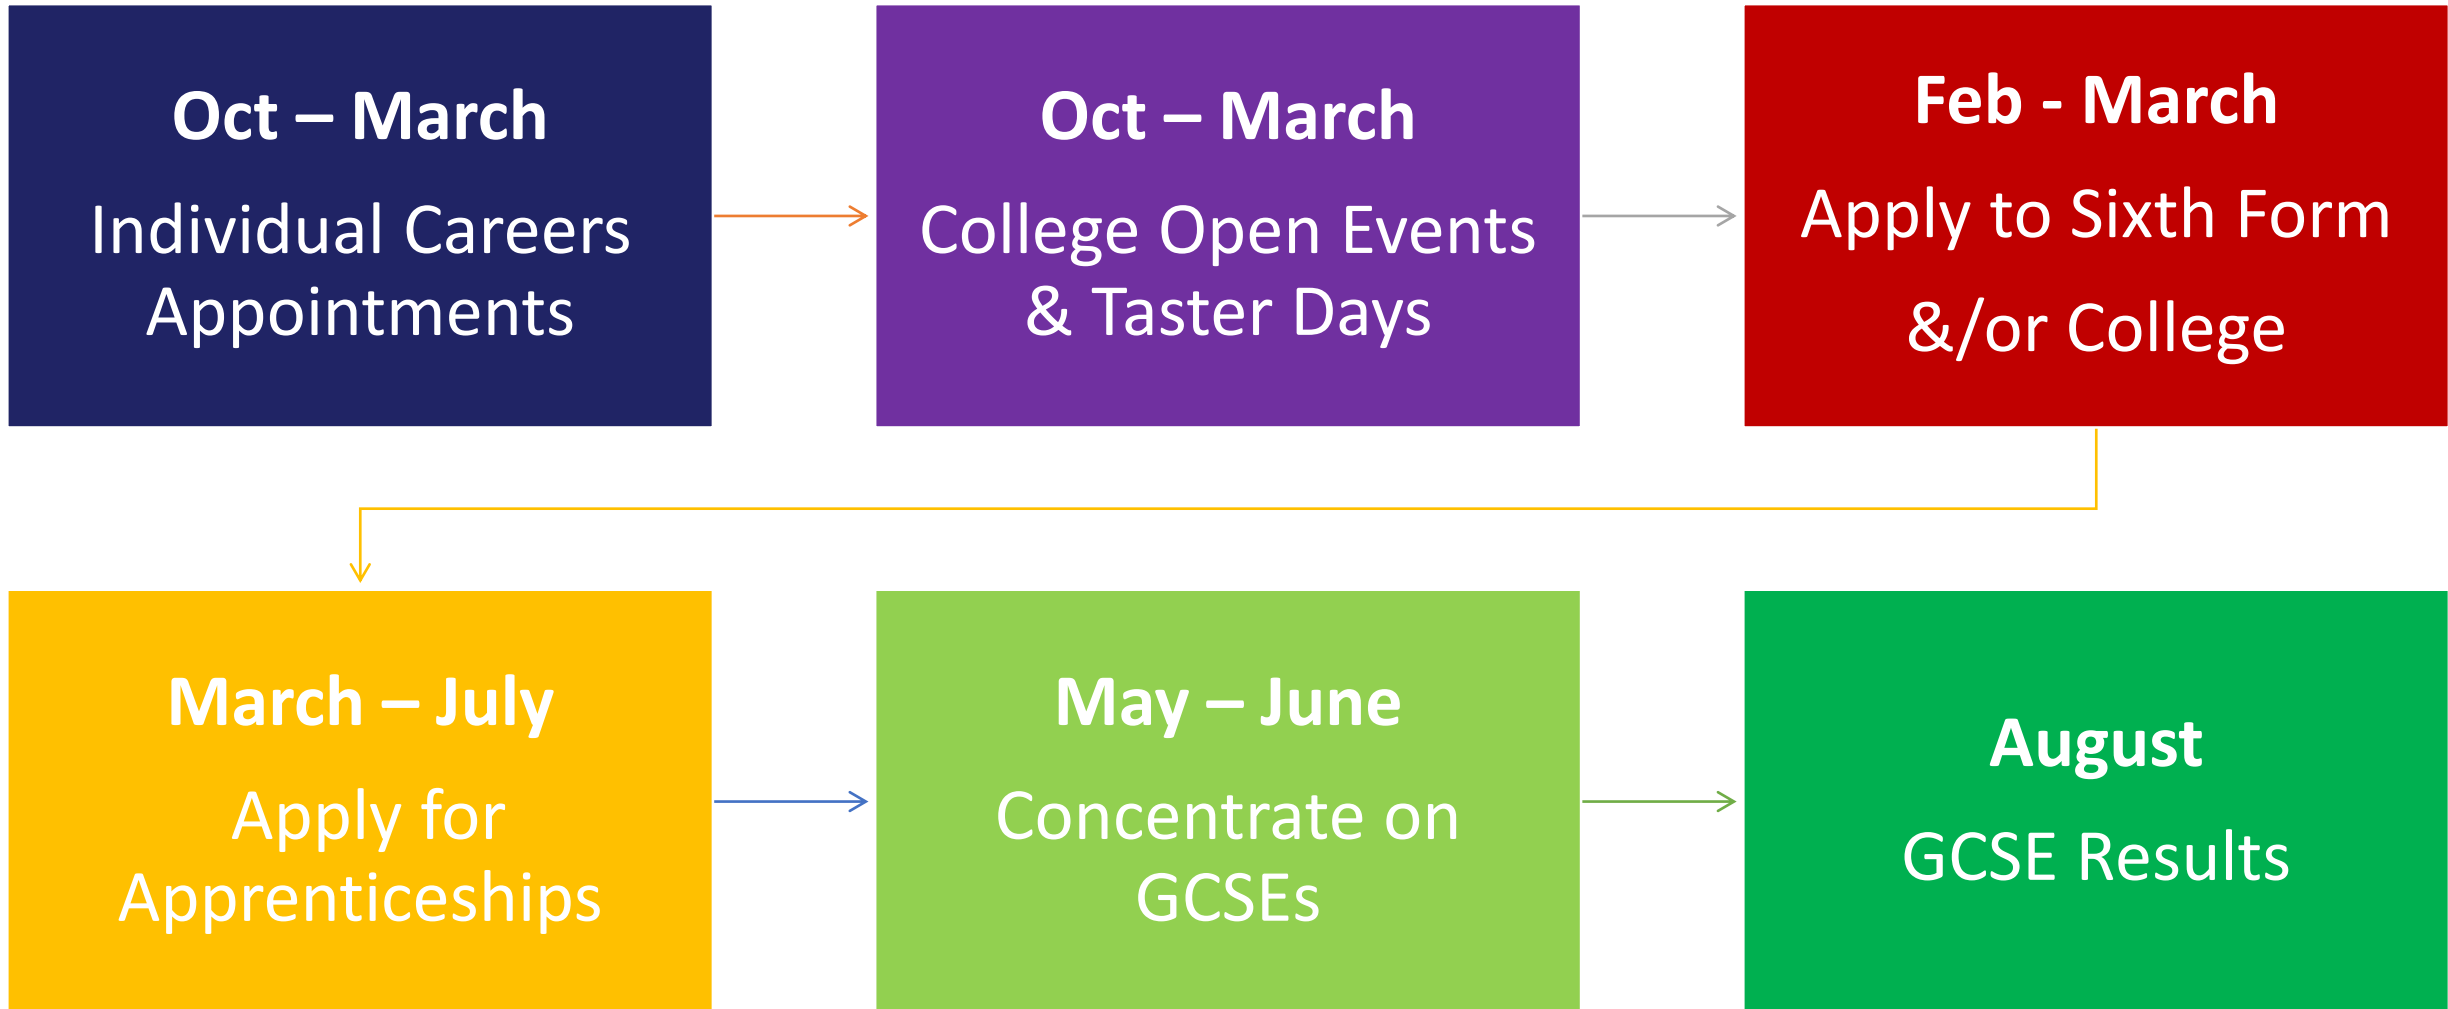 Oct – March
Individual Careers
Appointments
Oct – March
College Open Events
& Taster Days
Feb - March
Apply to Sixth Form
&/or College
March – July
Apply for
Apprenticeships
May – June
Concentrate on
GCSEs
August
GCSE Results